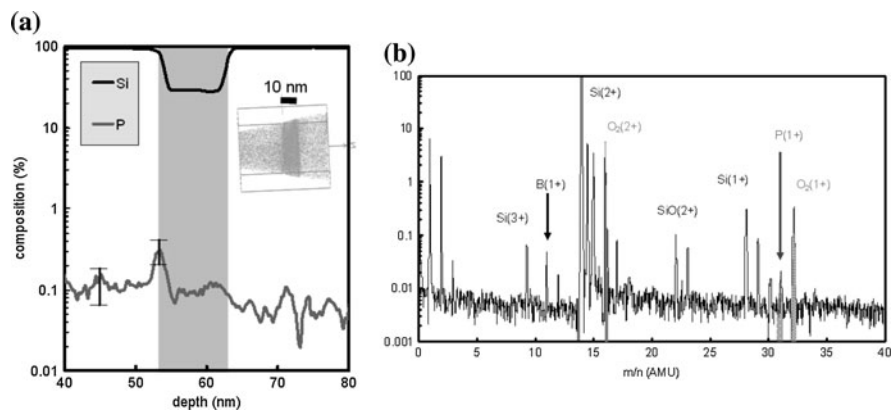 (a)
100
10
1
0.1
0.01
composition (%)
40 50 60 70 80
depth (nm)
Si
P
10 nm
(b)
100
10
1
0.1
0.01
0.001
composition (%)
0 5 10 15 20 25 30 35 40
m/n (AMU)
Si(2+)
O₂(2+)
P(1+)
B(1+)
Si(1+)
O₂(1+)
Si(3+)
SiO(2+)